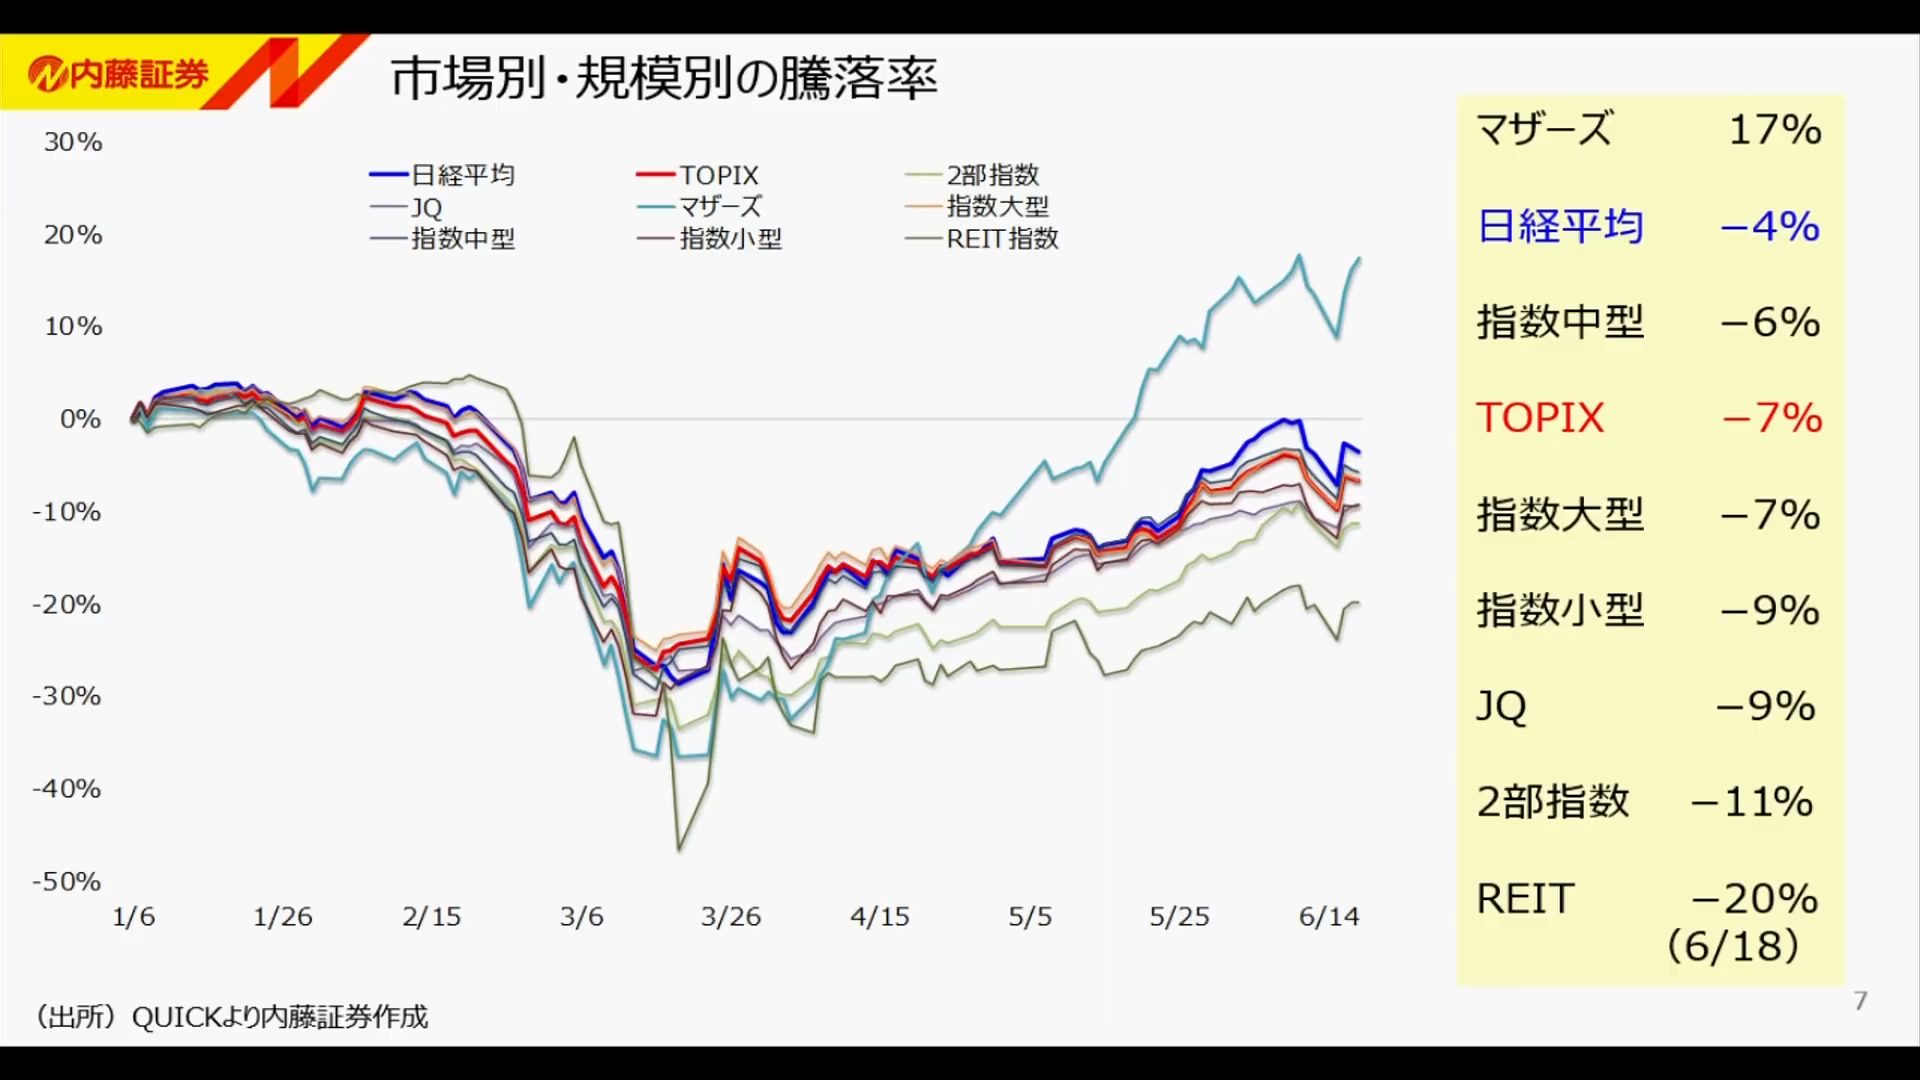 内藤証券
市場別・規模別の騰落率
30%
20%
10%
0%
-10%
-20%
-30%
-40%
-50%
日経平均 TOPIX 2部指数
JQ マザーズ 指数大型
指数中型 指数小型 REIT指数
1/6 1/26 2/15 3/6 3/26 4/15 5/5 5/25 6/14
マザーズ 17%
日経平均 −4%
指数中型 −6%
TOPIX −7%
指数大型 −7%
指数小型 −9%
JQ −9%
2部指数 −11%
REIT −20%
（6/18）
（出所）QUICKより内藤証券作成
7